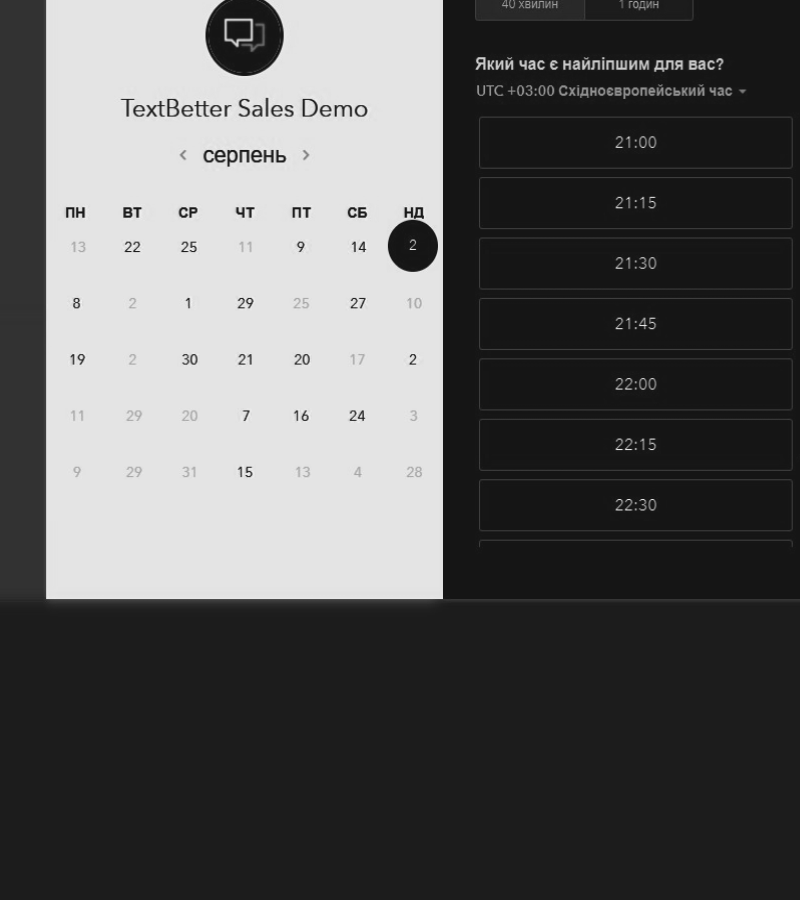 TextBetter Sales Demo
серпень
ПН ВТ СР ЧТ ПТ СБ НД
13 22 25 11 9 14 2
8 2 1 29 25 27 10
19 2 30 21 20 17 2
11 29 20 7 16 24 3
9 29 31 15 13 4 28
40 хвилин 1 годин
Який час є найліпшим для вас?
UTC +03:00 Східноєвропейський час
21:00
21:15
21:30
21:45
22:00
22:15
22:30